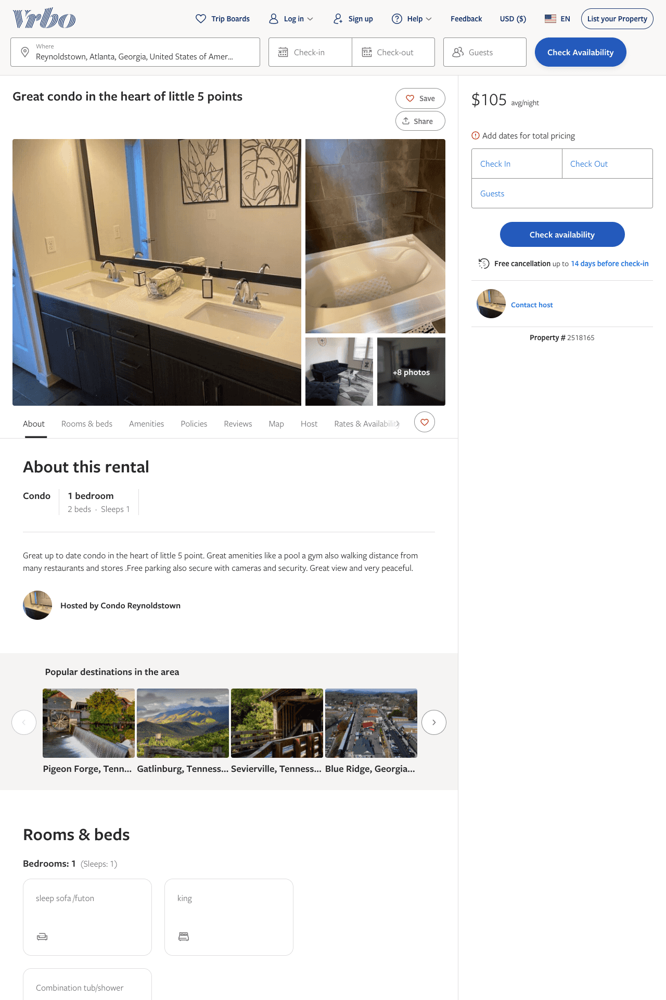 Vrbo
Trip Boards
Log in
Sign up
Help
Feedback
USD ($)
EN
List your Property
Where
Reynoldstown, Atlanta, Georgia, United States of Amer...
Check-in
Check-out
Guests
Check Availability
Great condo in the heart of little 5 points
Save
Share
+8 photos
$105 avg/night
Add dates for total pricing
Check In
Check Out
Guests
Check availability
Free cancellation up to 14 days before check-in
Contact host
Property # 2518165
About
Rooms & beds
Amenities
Policies
Reviews
Map
Host
Rates & Availability
About this rental
Condo
1 bedroom
2 beds · Sleeps 1
Great up to date condo in the heart of little 5 point. Great amenities like a pool a gym also walking distance from
many restaurants and stores .Free parking also secure with cameras and security. Great view and very peaceful.
Hosted by Condo Reynoldstown
Popular destinations in the area
Pigeon Forge, Tenn...
Gatlinburg, Tenness...
Sevierville, Tenness...
Blue Ridge, Georgia...
Rooms & beds
Bedrooms: 1 (Sleeps: 1)
sleep sofa /futon
king
Combination tub/shower